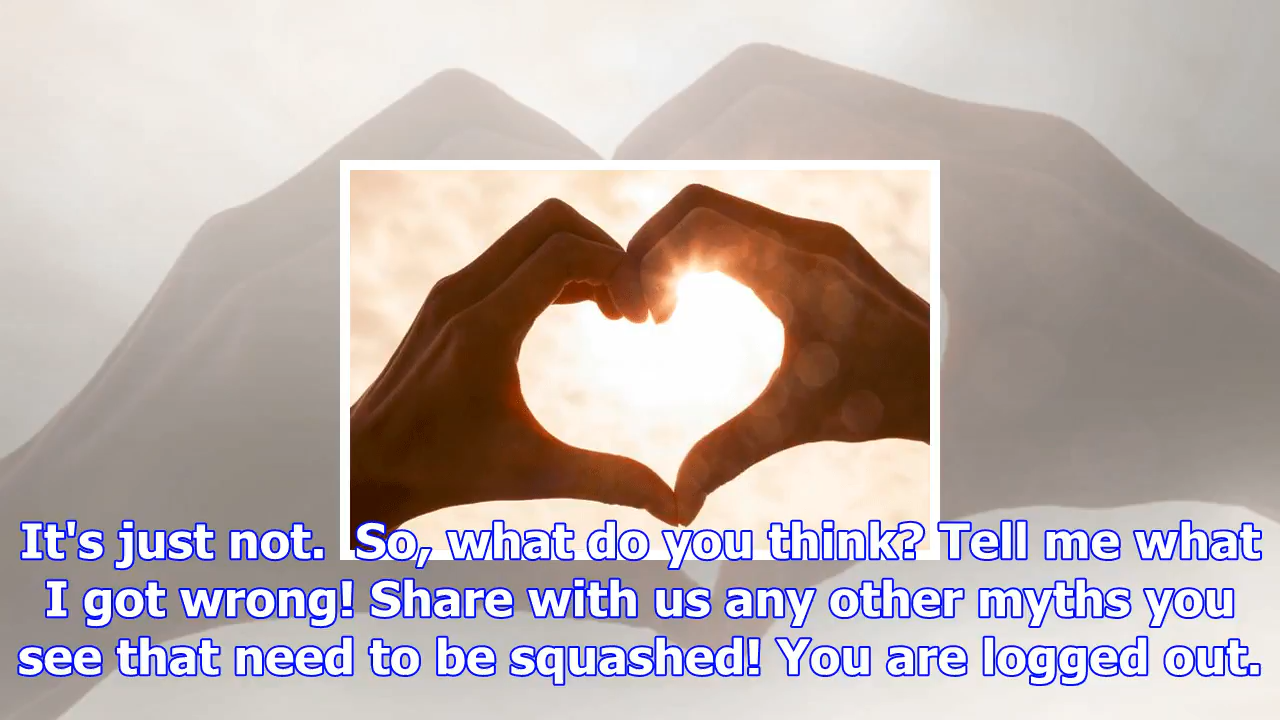 It's just not.  So, what do you think? Tell me what
I got wrong! Share with us any other myths you
see that need to be squashed! You are logged out.